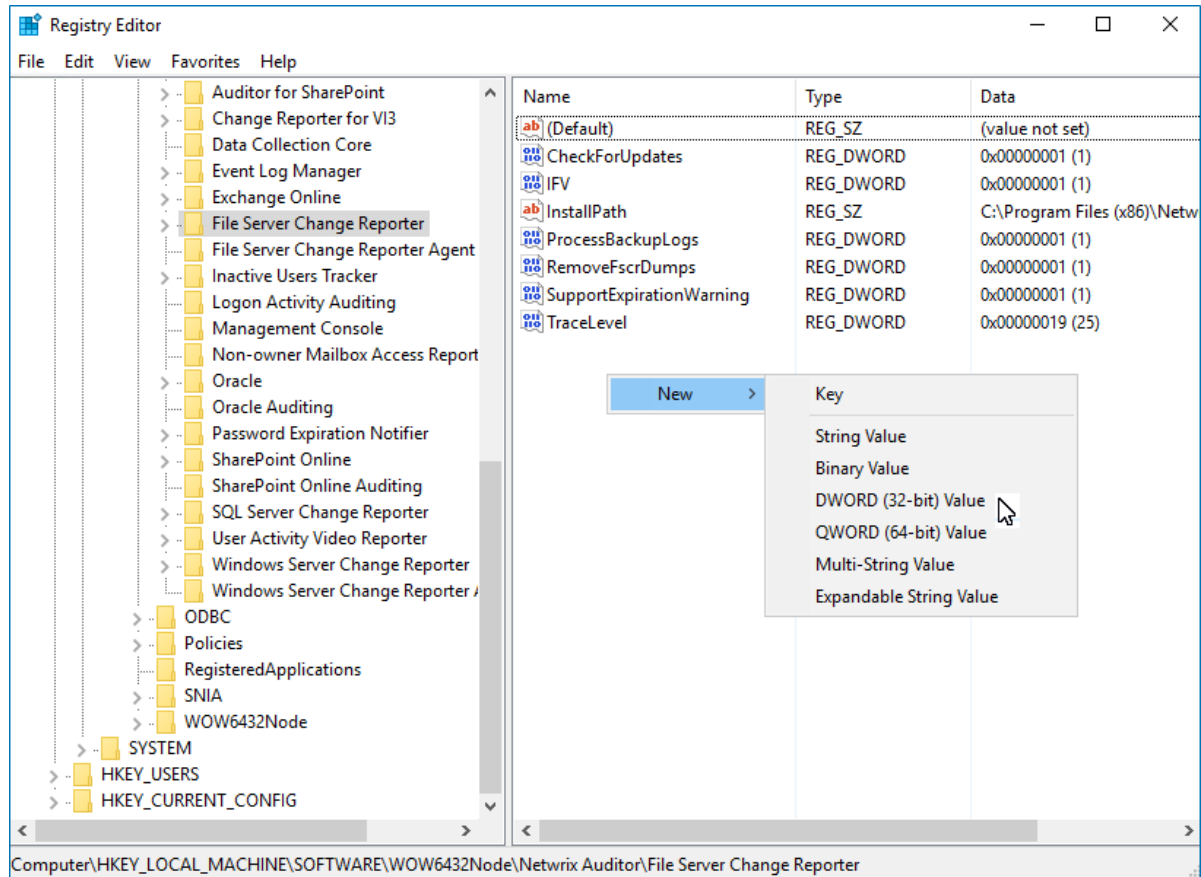 Registry Editor
File Edit View Favorites Help
Auditor for SharePoint
Change Reporter for VI3
Data Collection Core
Event Log Manager
Exchange Online
File Server Change Reporter
File Server Change Reporter Agent
Inactive Users Tracker
Logon Activity Auditing
Management Console
Non-owner Mailbox Access Report
Oracle
Oracle Auditing
Password Expiration Notifier
SharePoint Online
SharePoint Online Auditing
SQL Server Change Reporter
User Activity Video Reporter
Windows Server Change Reporter
Windows Server Change Reporter
ODBC
Policies
RegisteredApplications
SNIA
WOW6432Node
SYSTEM
HKEY_USERS
HKEY_CURRENT_CONFIG
Name Type Data
(Default) REG_SZ (value not set)
CheckForUpdates REG_DWORD 0x00000001 (1)
IFV REG_DWORD 0x00000001 (1)
InstallPath REG_SZ C:\Program Files (x86)\Netw
ProcessBackupLogs REG_DWORD 0x00000001 (1)
RemoveFscrDumps REG_DWORD 0x00000001 (1)
SupportExpirationWarning REG_DWORD 0x00000001 (1)
TraceLevel REG_DWORD 0x00000019 (25)
New
Key
String Value
Binary Value
DWORD (32-bit) Value
QWORD (64-bit) Value
Multi-String Value
Expandable String Value
Computer\HKEY_LOCAL_MACHINE\SOFTWARE\WOW6432Node\Netwrix Auditor\File Server Change Reporter